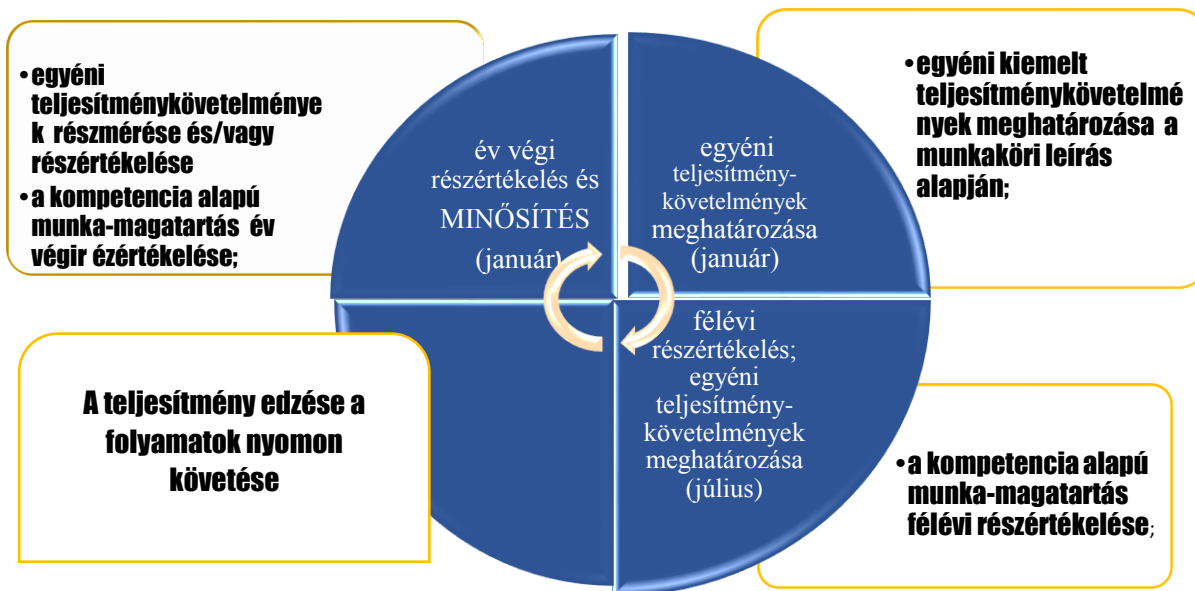 •egyéni
teljesítménykövetelménye
k részmérése és/vagy
részértékelése
•a kompetencia alapú
munka-magatartás év
végir ézértékelése;
év végi
részértékelés és
MINŐSÍTÉS
(január)
egyéni
teljesítmény-
követelmények
meghatározása
(január)
•egyéni kiemelt
teljesítménykövetelmé
nyek meghatározása a
munkaköri leírás
alapján;
A teljesítmény edzése a
folyamatok nyomon
követése
félévi
részértékelés;
egyéni
teljesítmény-
követelmények
meghatározása
(július)
•a kompetencia alapú
munka-magatartás
félévi részértékelése;